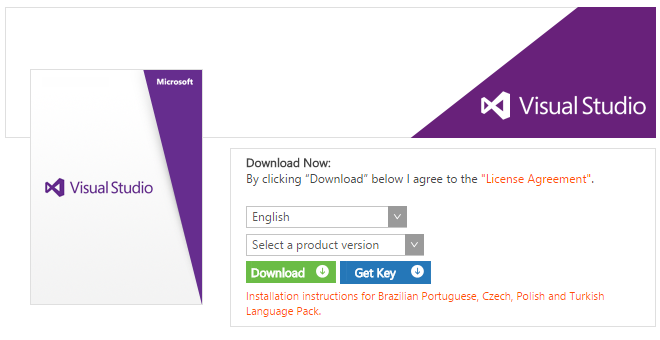 Visual Studio
Microsoft
Visual Studio
Download Now:
By clicking “Download” below I agree to the "License Agreement".
English
Select a product version
Download
Get Key
Installation instructions for Brazilian Portuguese, Czech, Polish and Turkish
Language Pack.